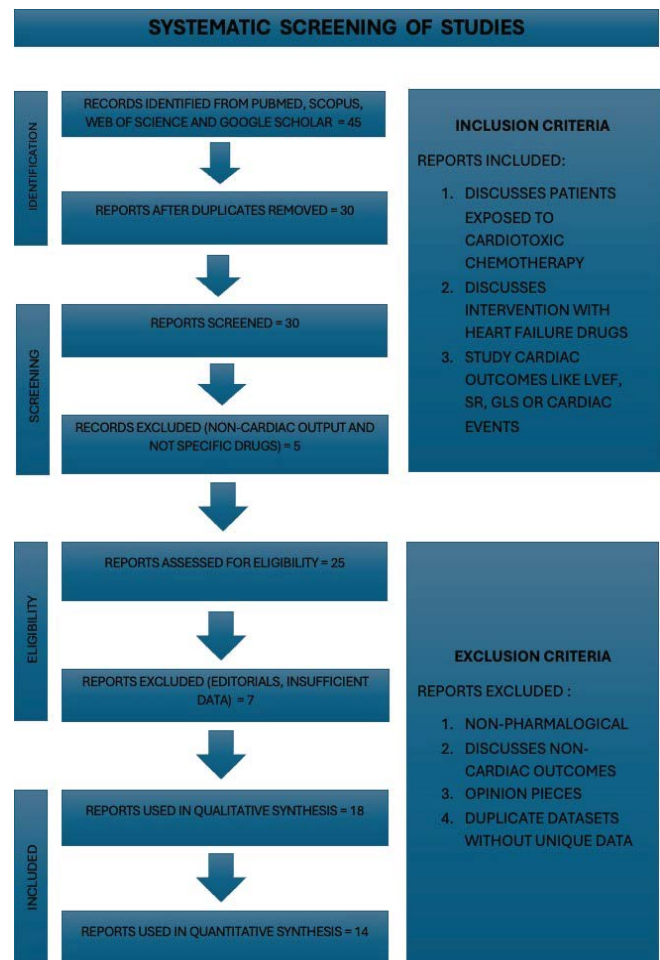 SYSTEMATIC SCREENING OF STUDIES
IDENTIFICATION
RECORDS IDENTIFIED FROM PUBMED, SCOPUS,
WEB OF SCIENCE AND GOOGLE SCHOLAR = 45
REPORTS AFTER DUPLICATES REMOVED = 30
SCREENING
REPORTS SCREENED = 30
RECORDS EXCLUDED (NON-CARDIAC OUTPUT AND
NOT SPECIFIC DRUGS) = 5
ELIGIBILITY
REPORTS ASSESSED FOR ELIGIBILITY = 25
REPORTS EXCLUDED (EDITORIALS, INSUFFICIENT
DATA) = 7
INCLUDED
REPORTS USED IN QUALITATIVE SYNTHESIS = 18
REPORTS USED IN QUANTITATIVE SYNTHESIS = 14
INCLUSION CRITERIA
REPORTS INCLUDED:
1. DISCUSSES PATIENTS
EXPOSED TO
CARDIOTOXIC
CHEMOTHERAPY
2. DISCUSSES
INTERVENTION WITH
HEART FAILURE DRUGS
3. STUDY CARDIAC
OUTCOMES LIKE LVEF,
SR, GLS OR CARDIAC
EVENTS
EXCLUSION CRITERIA
REPORTS EXCLUDED :
1. NON-PHARMALOGICAL
2. DISCUSSES NON-
CARDIAC OUTCOMES
3. OPINION PIECES
4. DUPLICATE DATASETS
WITHOUT UNIQUE DATA